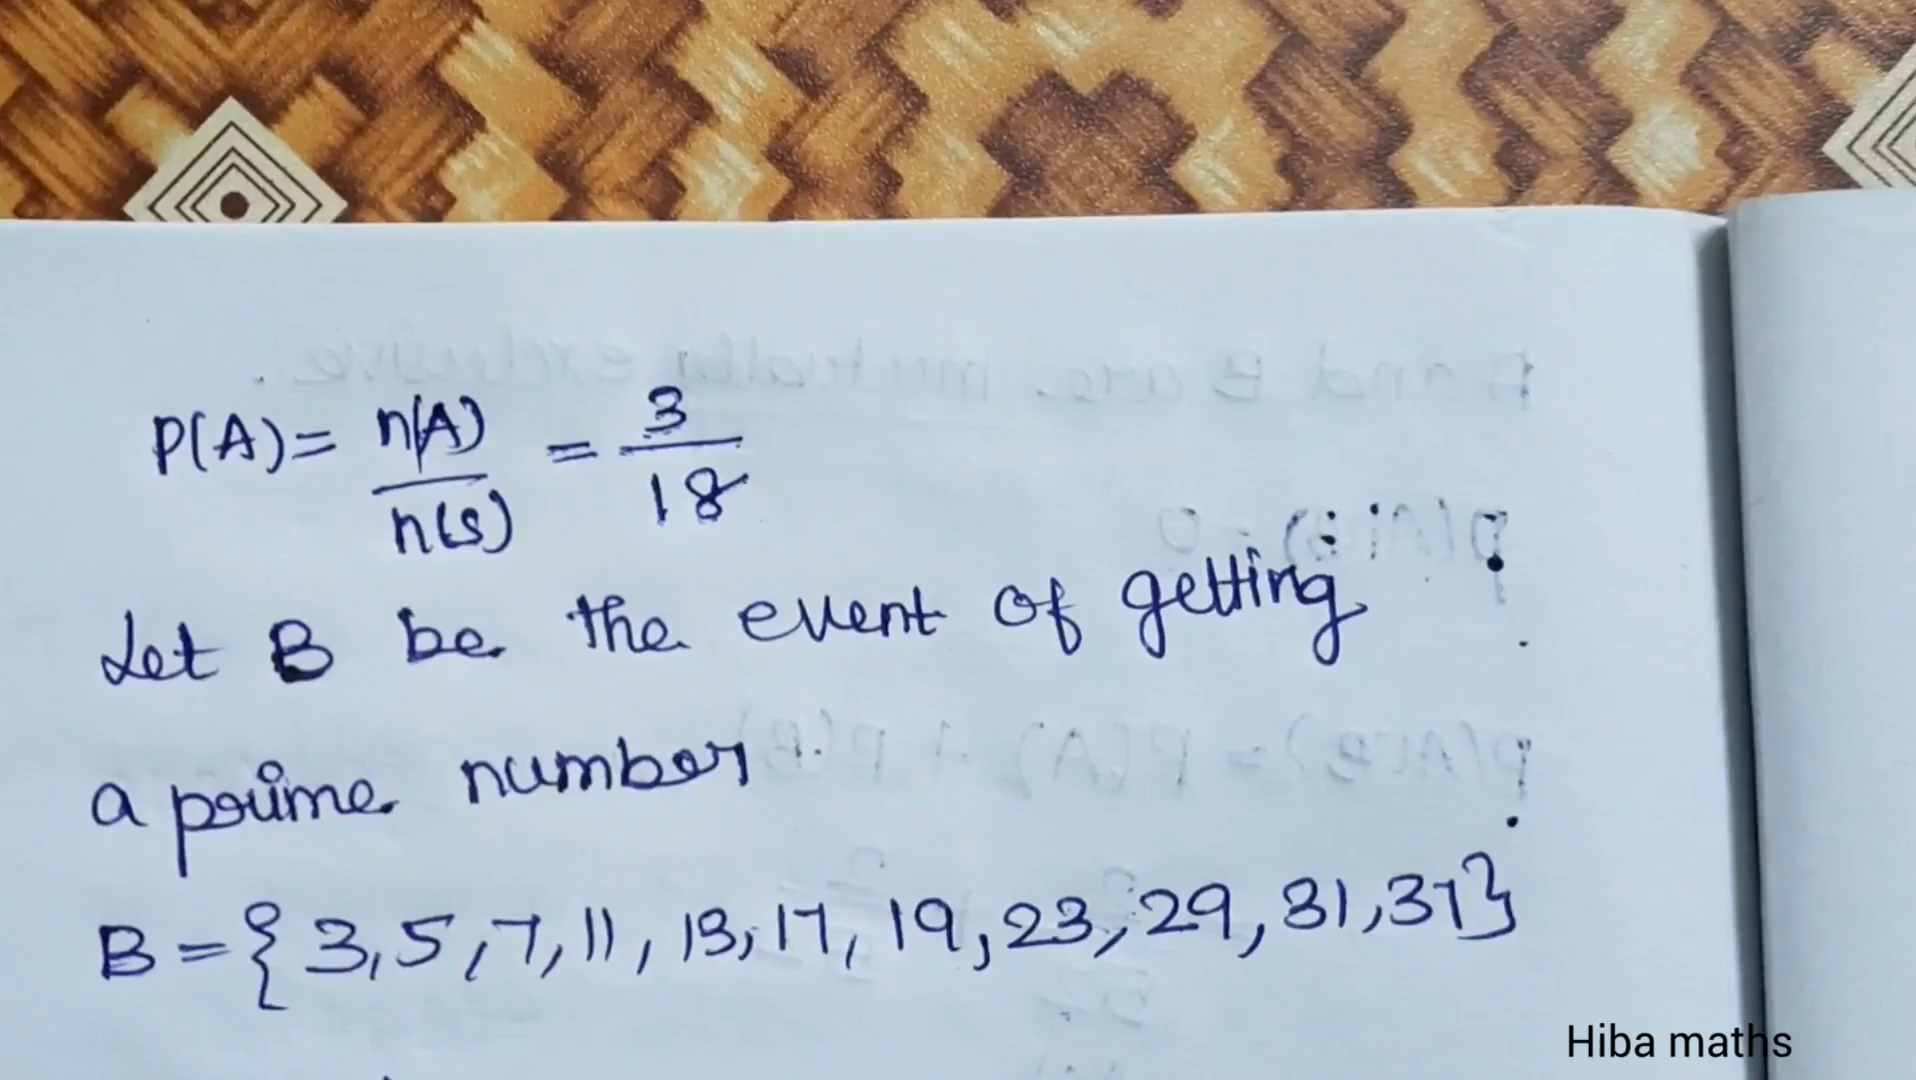 P(A) = n(A)/n(S) = 3/18
Let B be the event of getting
a prime number
B = { 3, 5, 7, 11, 13, 17, 19, 23, 29, 31, 37}
Hiba maths